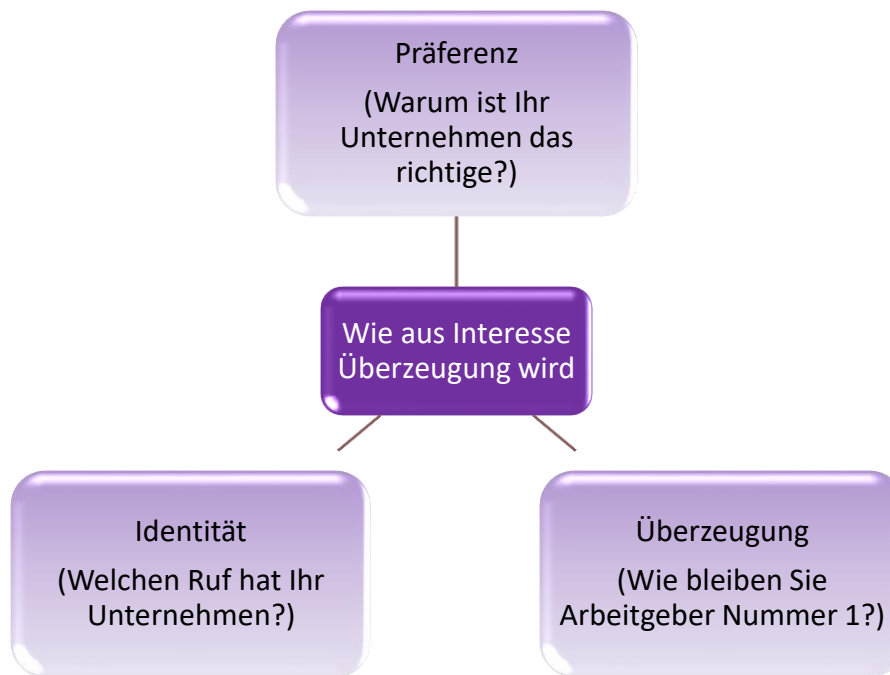 Präferenz
(Warum ist Ihr
Unternehmen das
richtige?)
Wie aus Interesse
Überzeugung wird
Identität
(Welchen Ruf hat Ihr
Unternehmen?)
Überzeugung
(Wie bleiben Sie
Arbeitgeber Nummer 1?)